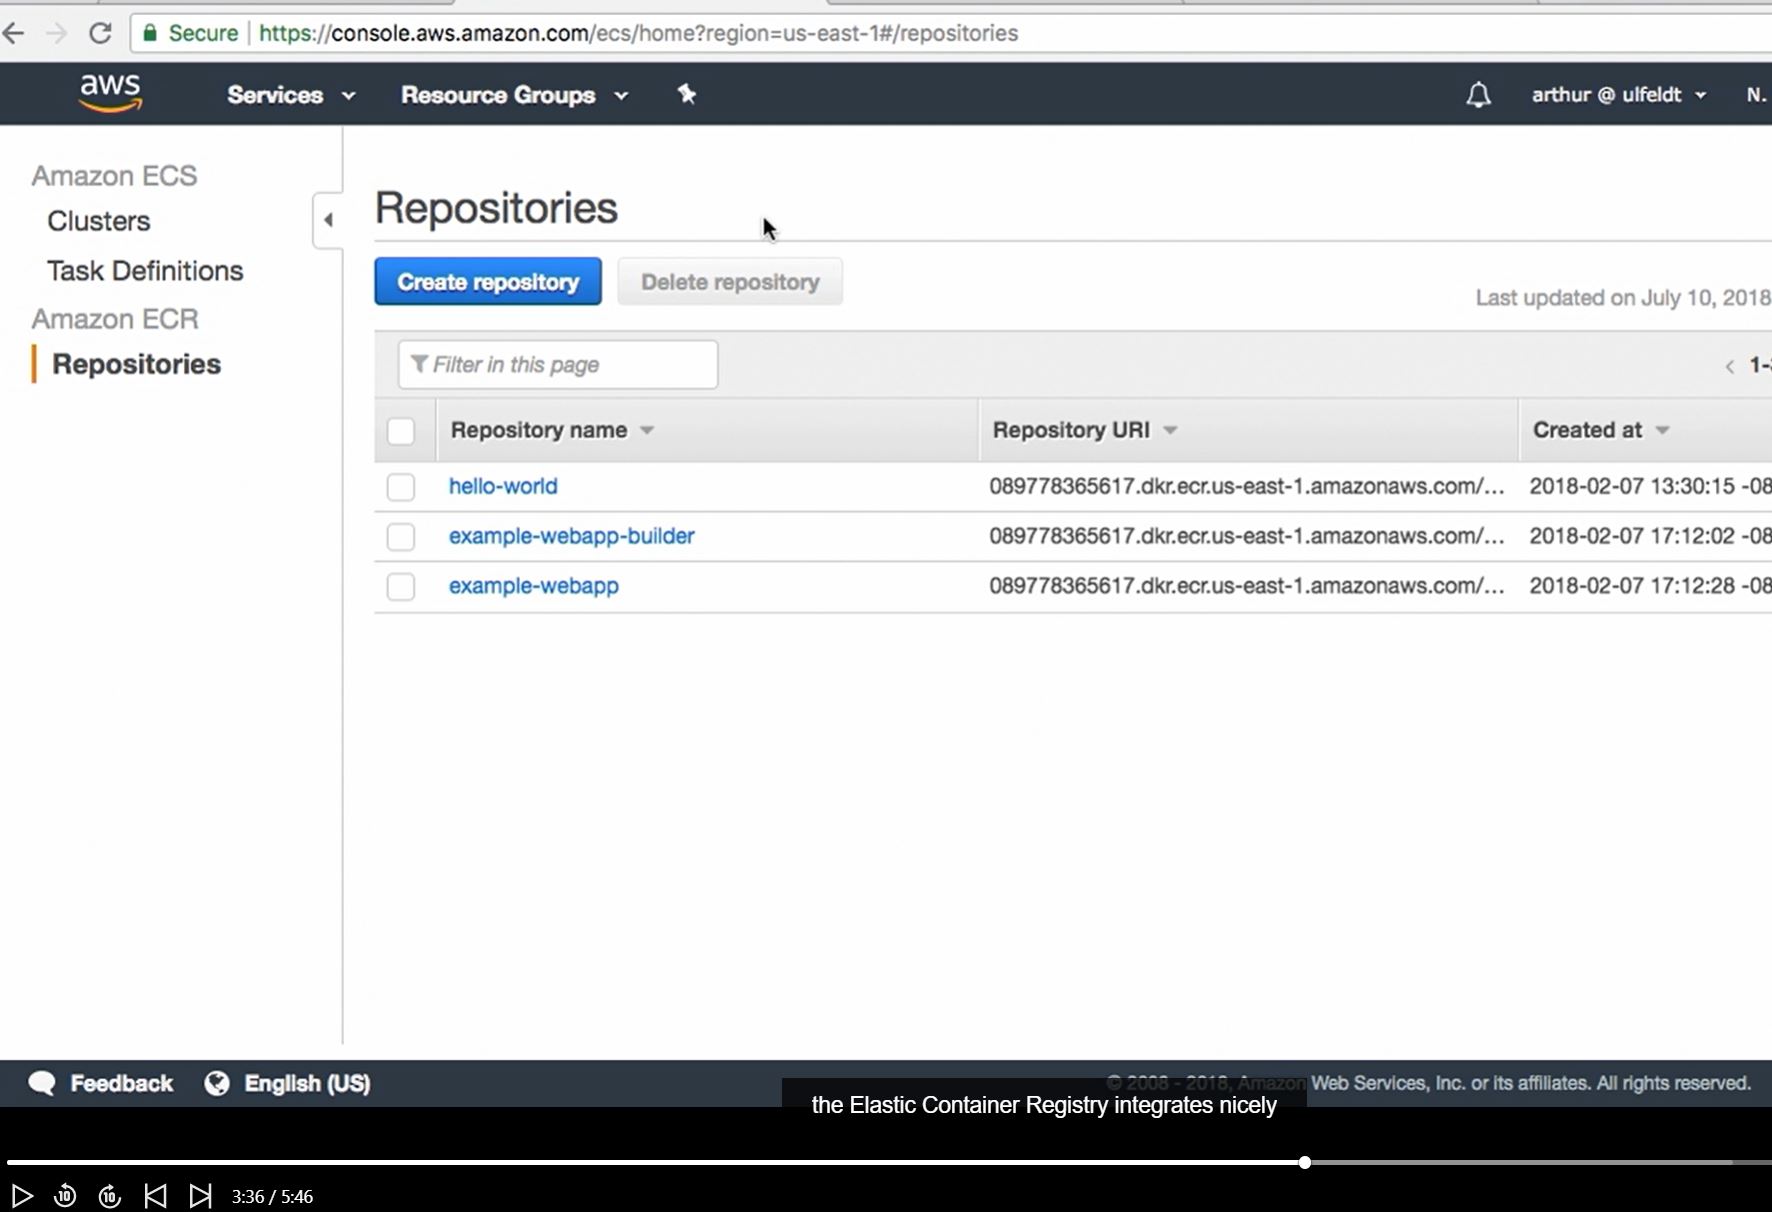 Secure https://console.aws.amazon.com/ecs/home?region=us-east-1#/repositories
aws Services Resource Groups arthur @ ulfeldt N.
Amazon ECS
Clusters
Task Definitions
Amazon ECR
Repositories
Repositories
Create repository Delete repository
Last updated on July 10, 2018
Filter in this page
Repository name Repository URI Created at
hello-world 089778365617.dkr.ecr.us-east-1.amazonaws.com/... 2018-02-07 13:30:15 -08
example-webapp-builder 089778365617.dkr.ecr.us-east-1.amazonaws.com/... 2018-02-07 17:12:02 -08
example-webapp 089778365617.dkr.ecr.us-east-1.amazonaws.com/... 2018-02-07 17:12:28 -08
Feedback English (US) © 2008 - 2018, Amazon Web Services, Inc. or its affiliates. All rights reserved.
the Elastic Container Registry integrates nicely
10 10 3:36 / 5:46